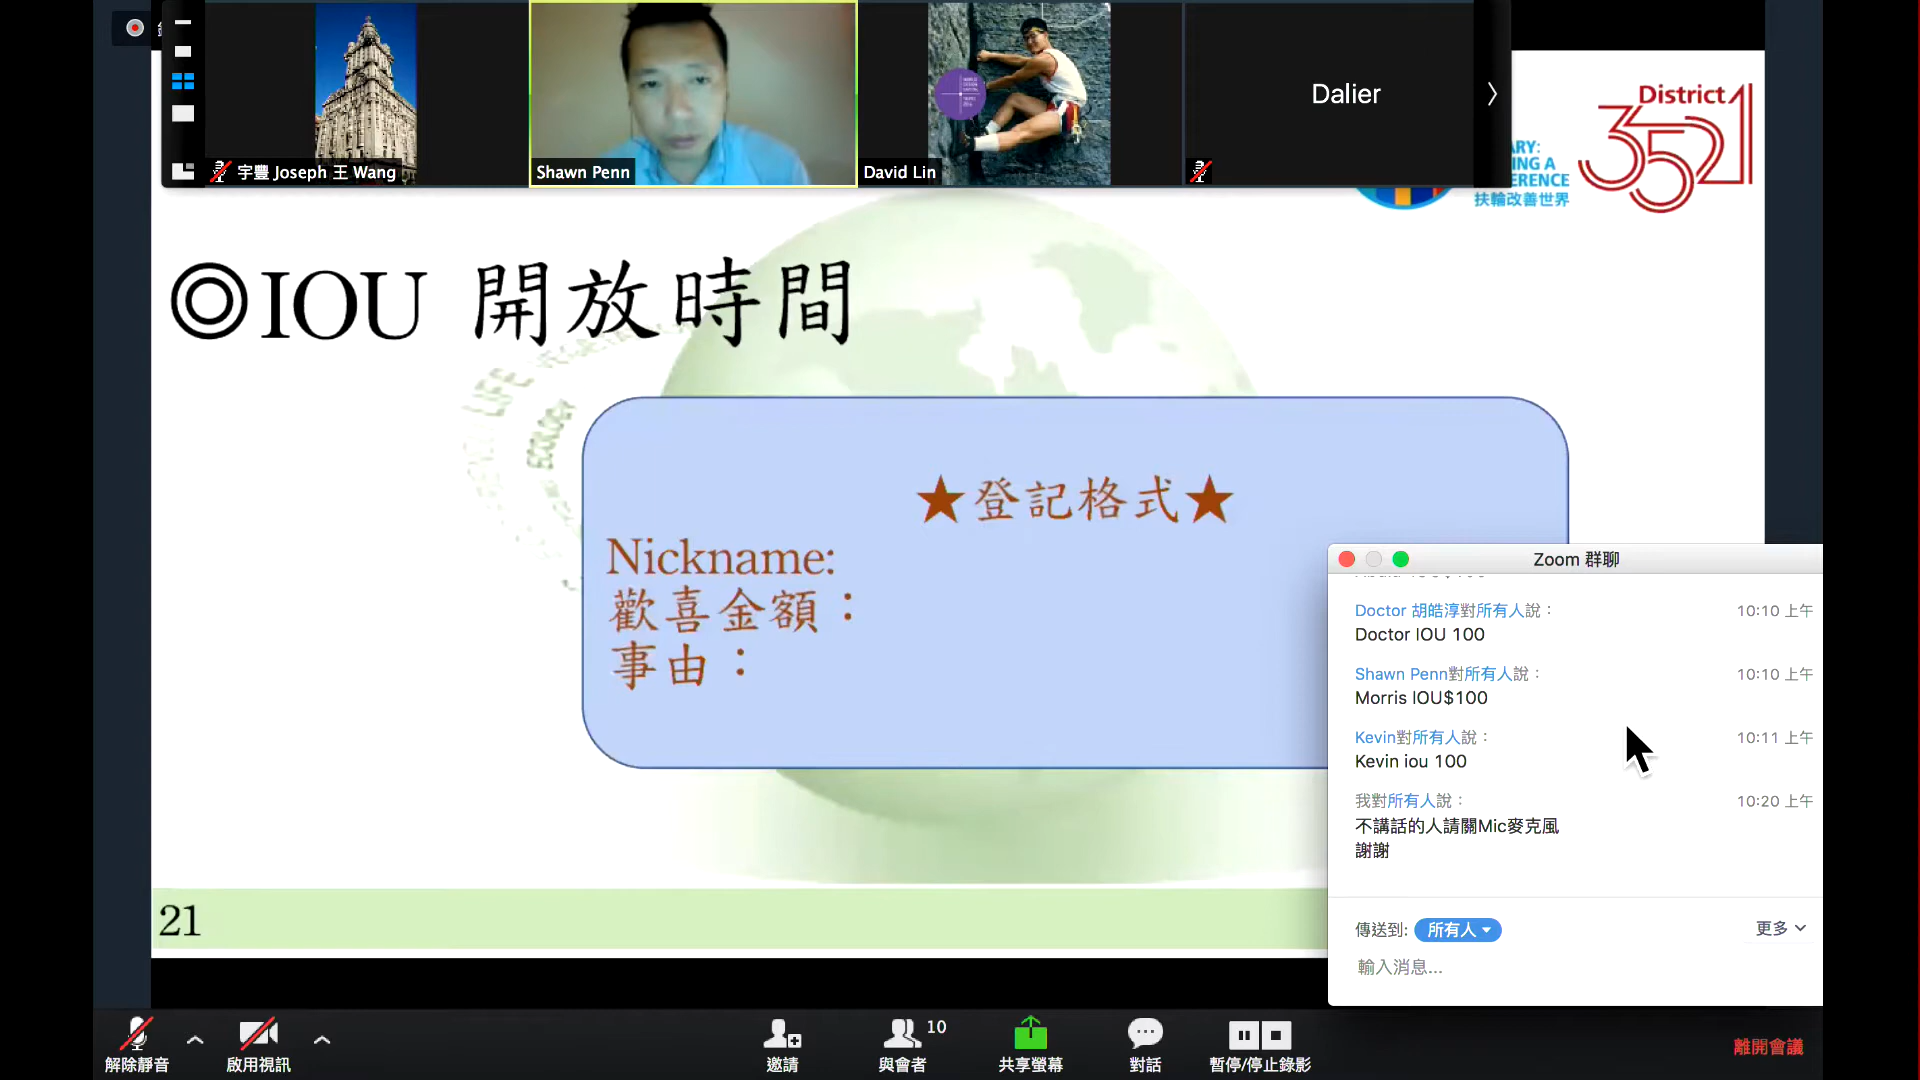 宇豐 Joseph 王 Wang
Shawn Penn
David Lin
Dalier
District
3521
ARY:
ING A
ERENCE
扶輪改善世界
◎IOU 開放時間
LIFE
ECOLOGY
★登記格式★
Nickname:
歡喜金額：
事由：
21
Zoom 群聊
Doctor 胡皓淳對所有人說： 10:10 上午
Doctor IOU 100
Shawn Penn對所有人說： 10:10 上午
Morris IOU$100
Kevin對所有人說： 10:11 上午
Kevin iou 100
我對所有人說： 10:20 上午
不講話的人請關Mic麥克風
謝謝
傳送到: 所有人 更多
輸入消息...
解除靜音
啟用視訊
邀請
10
與會者
共享螢幕
對話
暫停/停止錄影
離開會議